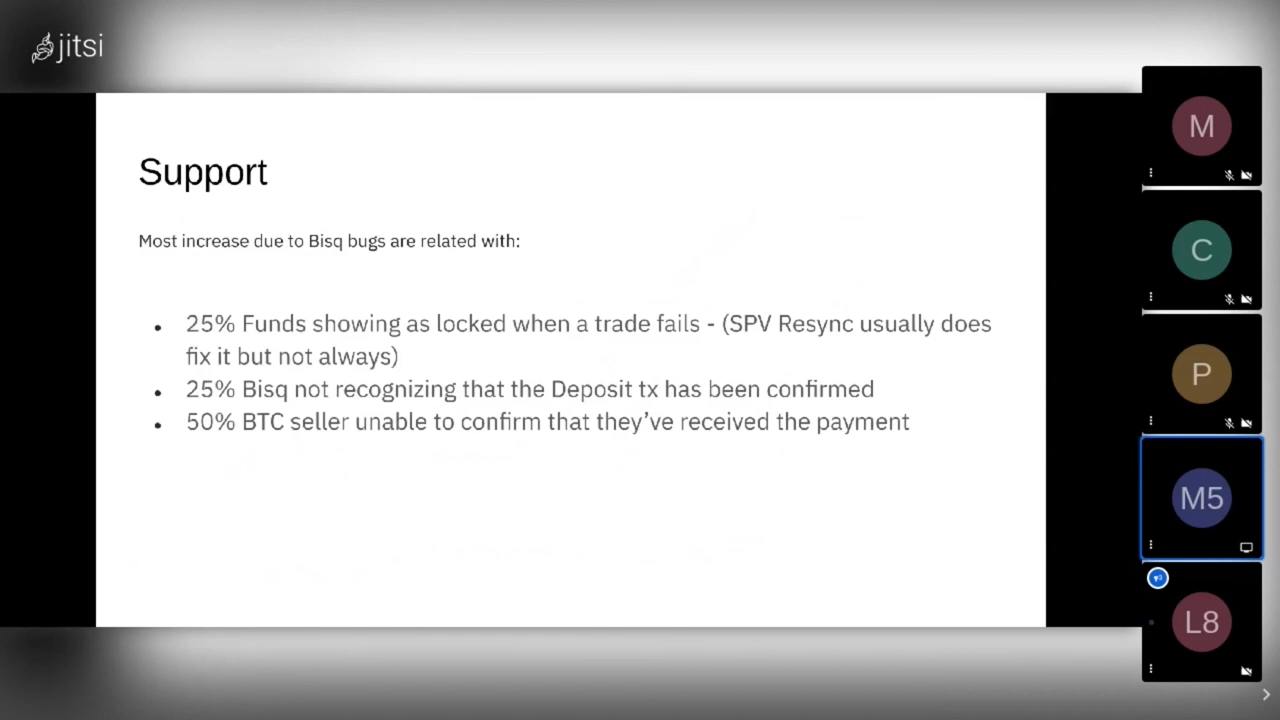 jitsi
Support
Most increase due to Bisq bugs are related with:
• 25% Funds showing as locked when a trade fails - (SPV Resync usually does
fix it but not always)
• 25% Bisq not recognizing that the Deposit tx has been confirmed
• 50% BTC seller unable to confirm that they’ve received the payment
M
C
P
M5
L8